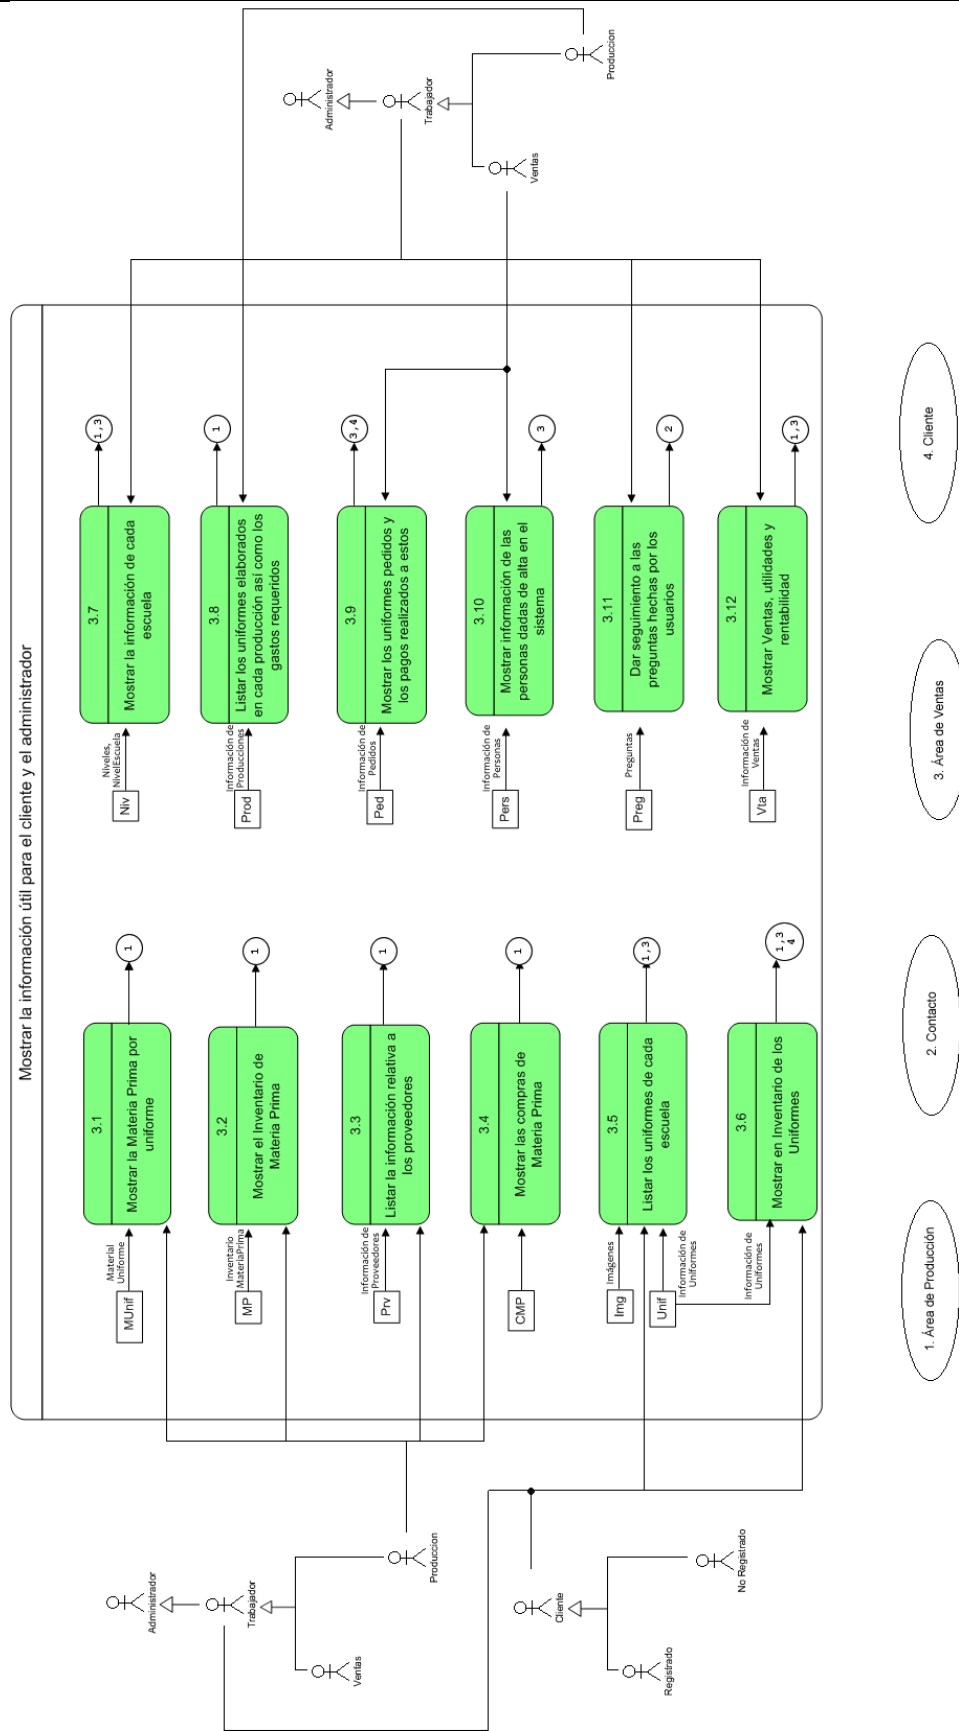 Mostrar la información útil para el cliente y el administrador
Administrador
Trabajador
Ventas
Produccion
Cliente
Registrado
No Registrado
MUnif
Material
Uniforme
3.1
Mostrar la Materia Prima por
uniforme
1
MP
Inventario
MateriaPrima
3.2
Mostrar el Inventario de
Materia Prima
1
Prv
Información de
Proveedores
3.3
Listar la información relativa a
los proveedores
1
CMP
3.4
Mostrar las compras de
Materia Prima
1
Img
Imágenes
Unif
Información de
Uniformes
3.5
Listar los uniformes de cada
escuela
1,3
Información de
Uniformes
3.6
Mostrar en Inventario de los
Uniformes
1,3
4
Niv
Niveles,
NivelEscuela
3.7
Mostrar la información de cada
escuela
1,3
Prod
Información de
Producciones
3.8
Listar los uniformes elaborados
en cada producción así como los
gastos requeridos
1
Ped
Información de
Pedidos
3.9
Mostrar los uniformes pedidos y
los pagos realizados a estos
3,4
Pers
Información de
Personas
3.10
Mostrar información de las
personas dadas de alta en el
sistema
3
Preg
Preguntas
3.11
Dar seguimiento a las
preguntas hechas por los
usuarios
2
Vta
Información de
Ventas
3.12
Mostrar Ventas, utilidades y
rentabilidad
1,3
Administrador
Trabajador
Ventas
Produccion
1. Área de Producción
2. Contacto
3. Área de Ventas
4. Cliente